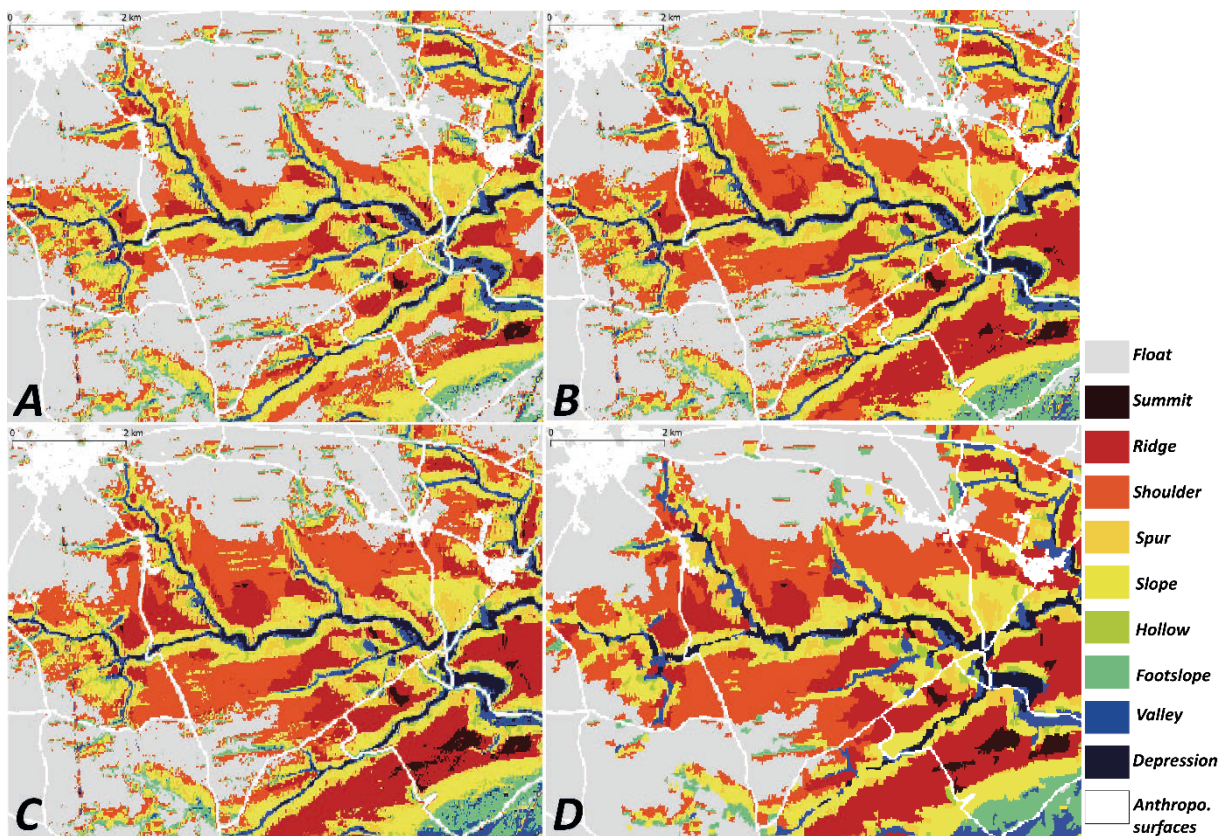 0 2 km
0 2 km
A
B
0 2 km
0 2 km
C
D
Float
Summit
Ridge
Shoulder
Spur
Slope
Hollow
Footslope
Valley
Depression
Anthropo.
surfaces